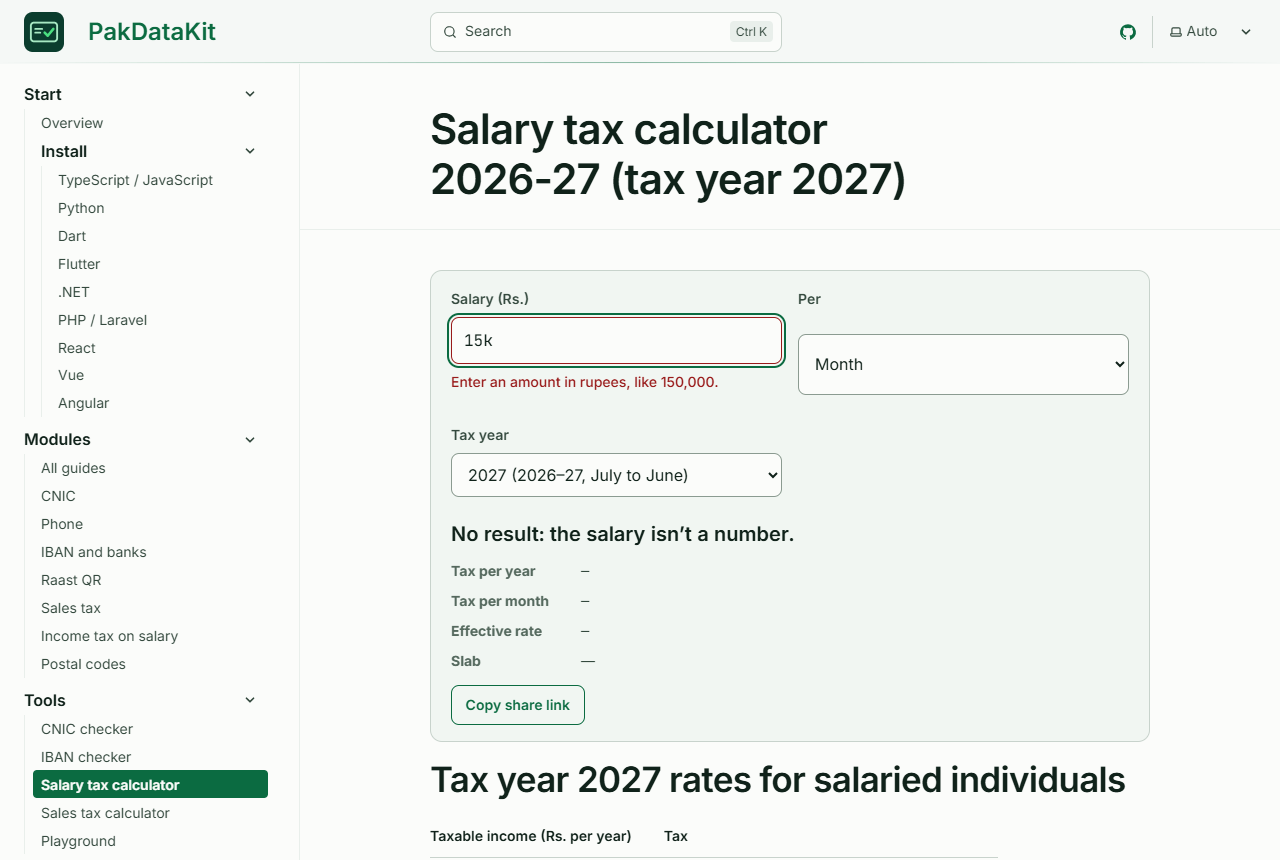 PakDataKit
Search
Ctrl K
Auto
Start
Overview
Install
TypeScript / JavaScript
Python
Dart
Flutter
.NET
PHP / Laravel
React
Vue
Angular
Modules
All guides
CNIC
Phone
IBAN and banks
Raast QR
Sales tax
Income tax on salary
Postal codes
Tools
CNIC checker
IBAN checker
Salary tax calculator
Sales tax calculator
Playground
Salary tax calculator
2026-27 (tax year 2027)
Salary (Rs.)
Per
15k
Month
Enter an amount in rupees, like 150,000.
Tax year
2027 (2026–27, July to June)
No result: the salary isn’t a number.
Tax per year –
Tax per month –
Effective rate –
Slab —
Copy share link
Tax year 2027 rates for salaried individuals
Taxable income (Rs. per year) Tax